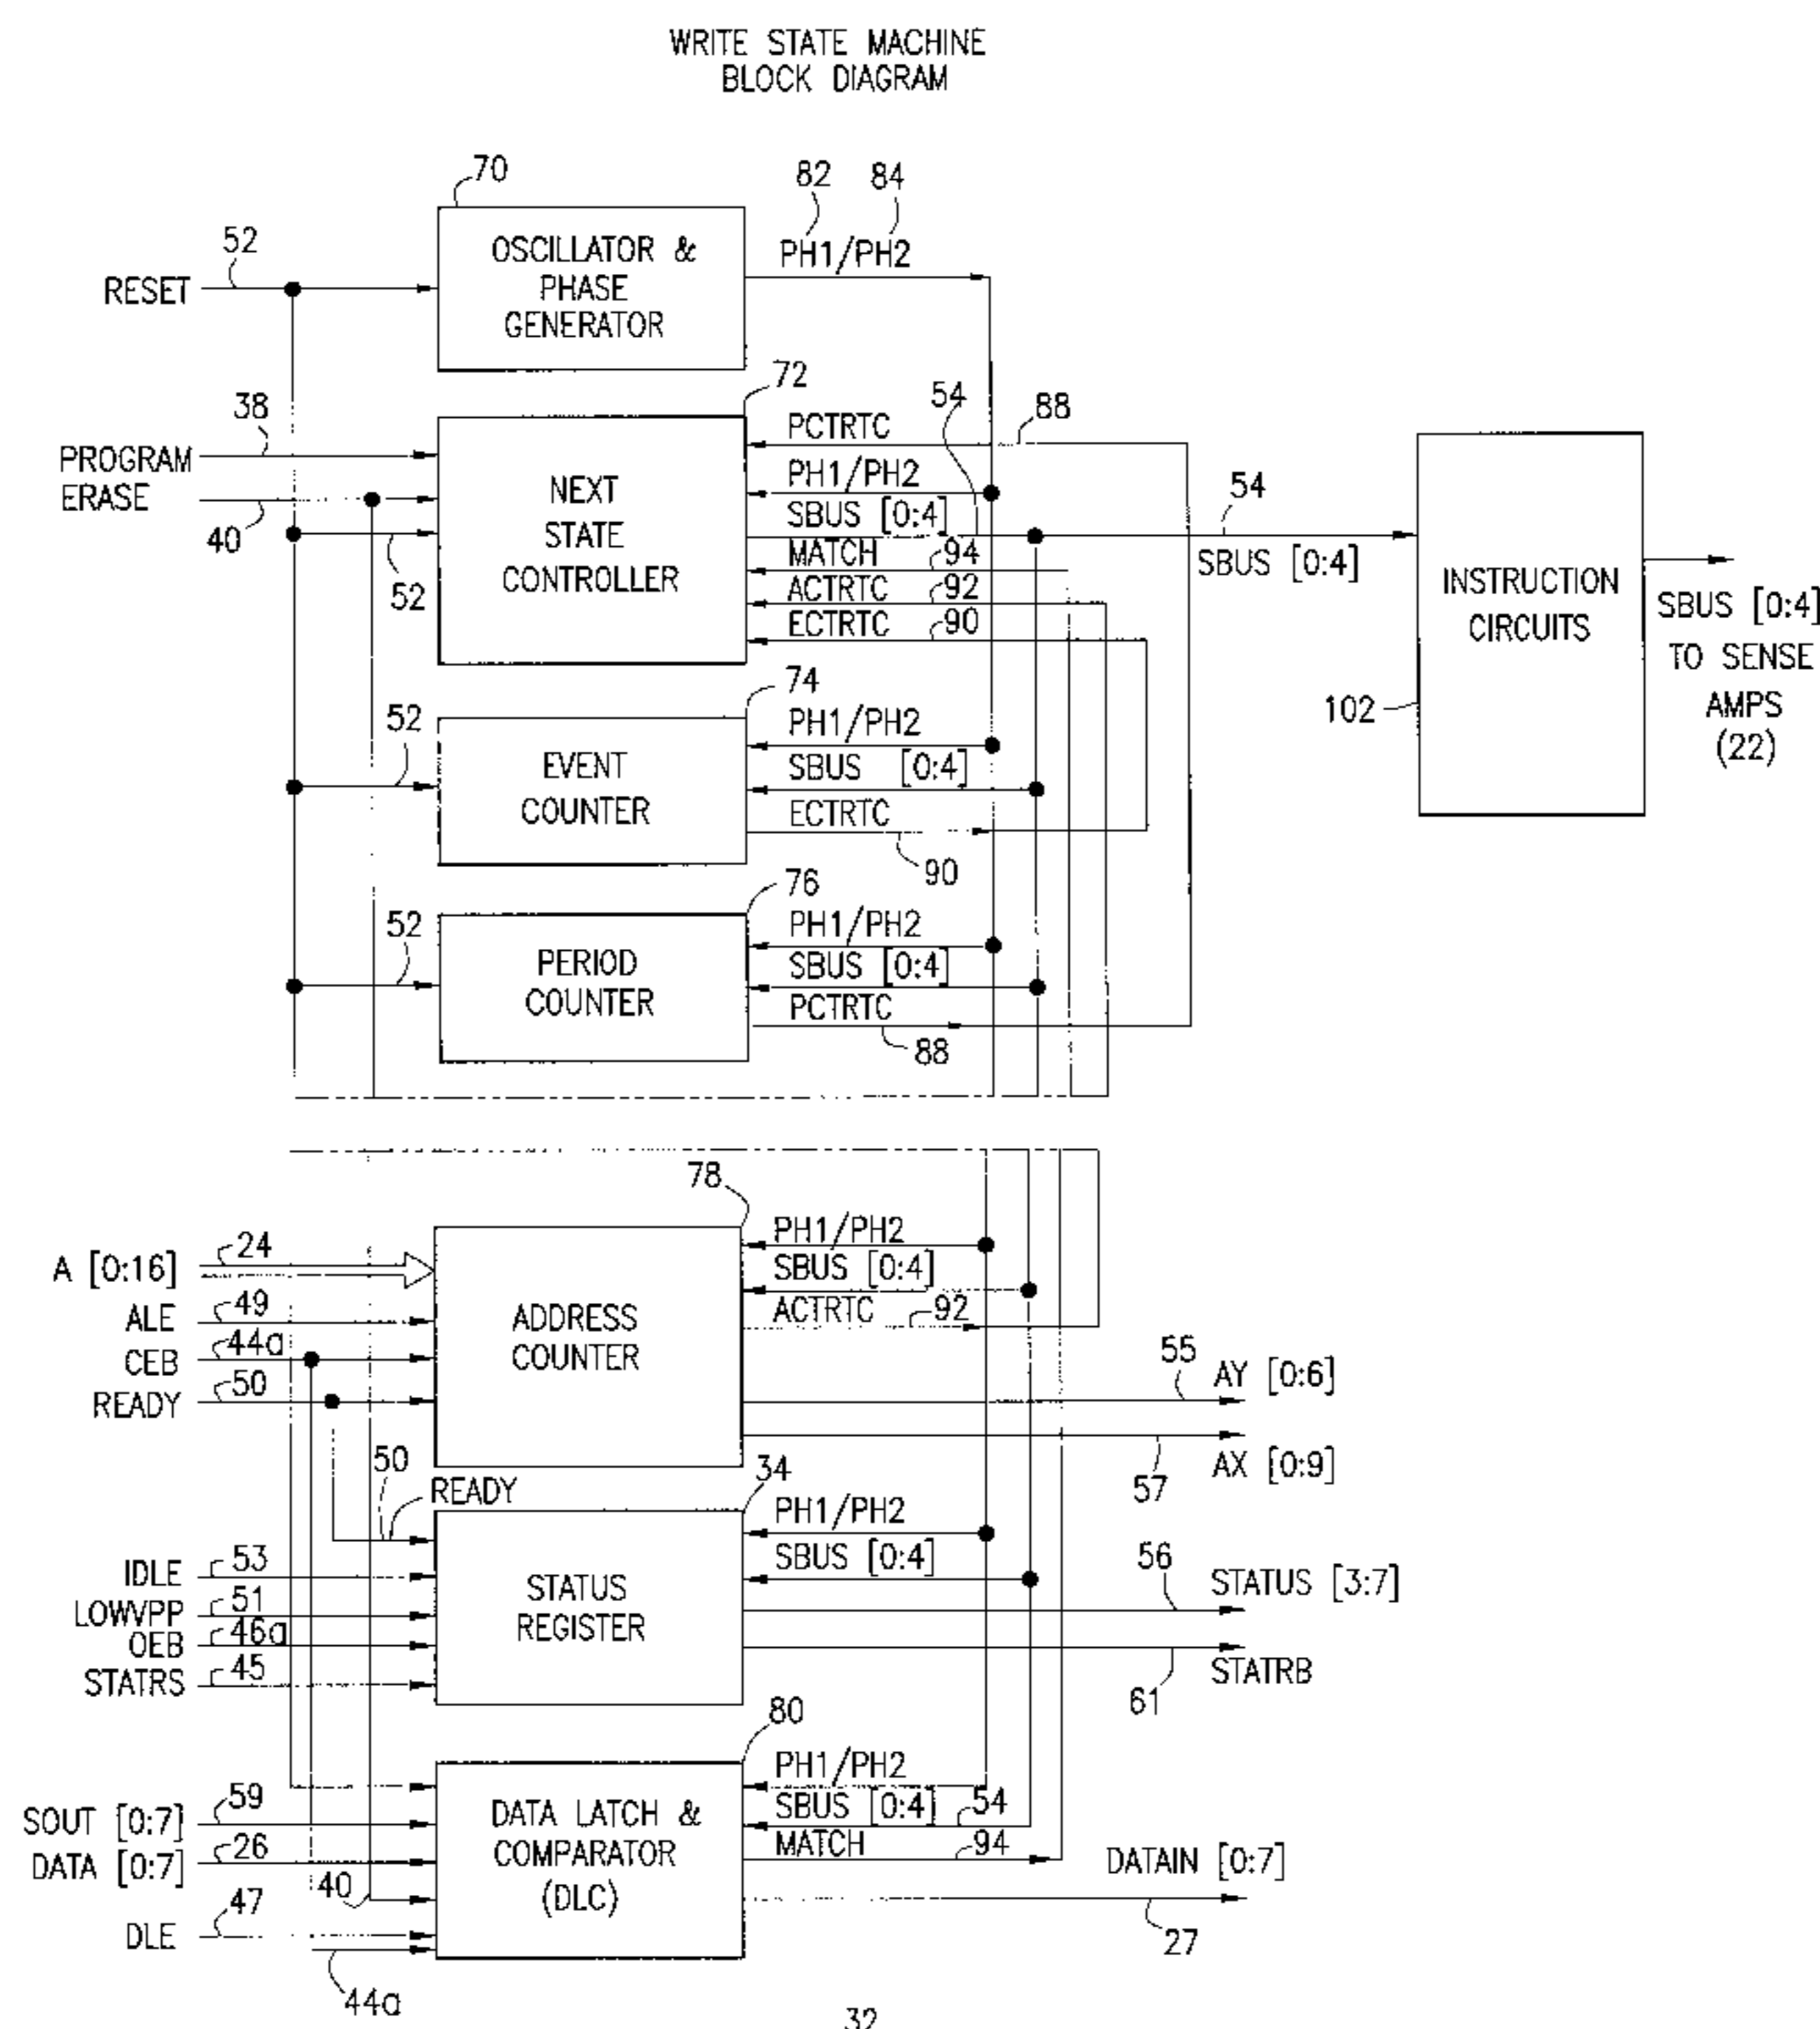 WRITE STATE MACHINE
BLOCK DIAGRAM
70
82
84
52
RESET
OSCILLATOR &
PHASE
GENERATOR
PH1/PH2
72
38
PROGRAM
ERASE
40
52
NEXT
STATE
CONTROLLER
PCTRTC
54
88
PH1/PH2
SBUS [0:4]
MATCH
94
ACTRTC
92
ECTRTC
90
54
SBUS [0:4]
INSTRUCTION
CIRCUITS
102
SBUS [0:4]
TO SENSE
AMPS
(22)
74
52
EVENT
COUNTER
PH1/PH2
SBUS [0:4]
ECTRTC
90
76
52
PERIOD
COUNTER
PH1/PH2
SBUS [0:4]
PCTRTC
88
78
A [0:16]
24
ALE
49
CEB
44a
READY
50
ADDRESS
COUNTER
PH1/PH2
SBUS [0:4]
ACTRTC
92
55
AY [0:6]
57
AX [0:9]
50
READY
34
IDLE
53
LOWVPP
51
OEB
46a
STATRS
45
STATUS
REGISTER
PH1/PH2
SBUS [0:4]
56
STATUS [3:7]
61
STATRB
80
SOUT [0:7]
59
DATA [0:7]
26
40
DLE
47
44a
DATA LATCH &
COMPARATOR
(DLC)
PH1/PH2
SBUS [0:4]
54
MATCH
94
DATAIN [0:7]
27
32